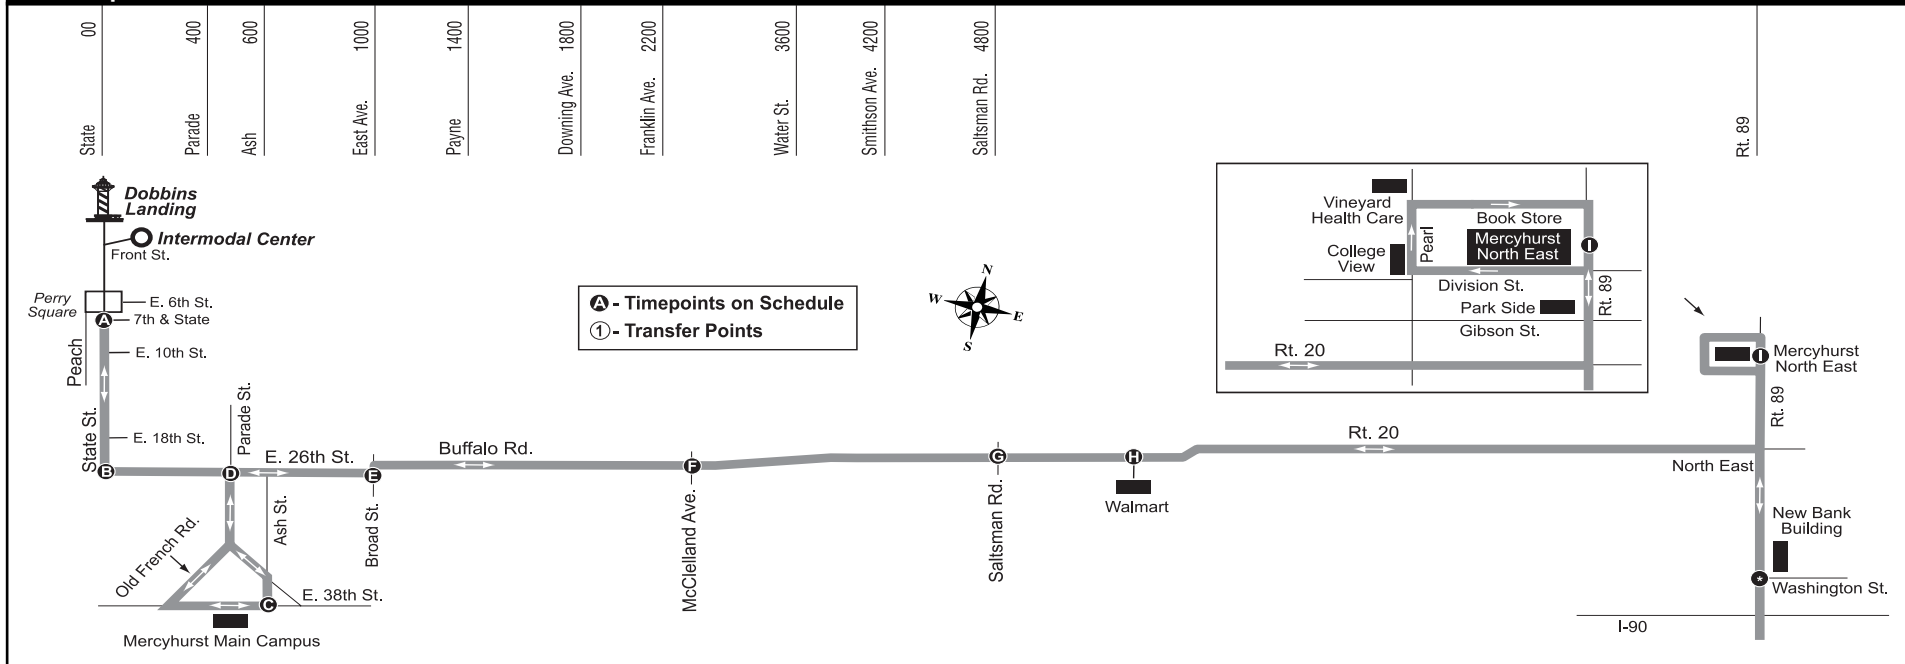 00
400
600
1000
1400
1800
2200
3600
4200
4800
State
Parade
Ash
East Ave.
Payne
Downing Ave.
Franklin Ave.
Water St.
Smithson Ave.
Saltsman Rd.
Rt. 89
Dobbins
Landing
Intermodal Center
Front St.
Perry
Square
E. 6th St.
A
7th & State
Peach
E. 10th St.
State St.
E. 18th St.
B
Parade St.
D
E. 26th St.
Ash St.
Old French Rd.
E. 38th St.
C
Mercyhurst Main Campus
E
Broad St.
Buffalo Rd.
F
McClelland Ave.
A - Timepoints on Schedule
1 - Transfer Points
N
W
E
S
G
Saltsman Rd.
H
Walmart
Rt. 20
Vineyard
Health Care
Book Store
Pearl
Mercyhurst
North East
I
College
View
Division St.
Park Side
Rt. 89
Gibson St.
Rt. 20
I
Mercyhurst
North East
Rt. 89
North East
New Bank
Building
*
Washington St.
I-90